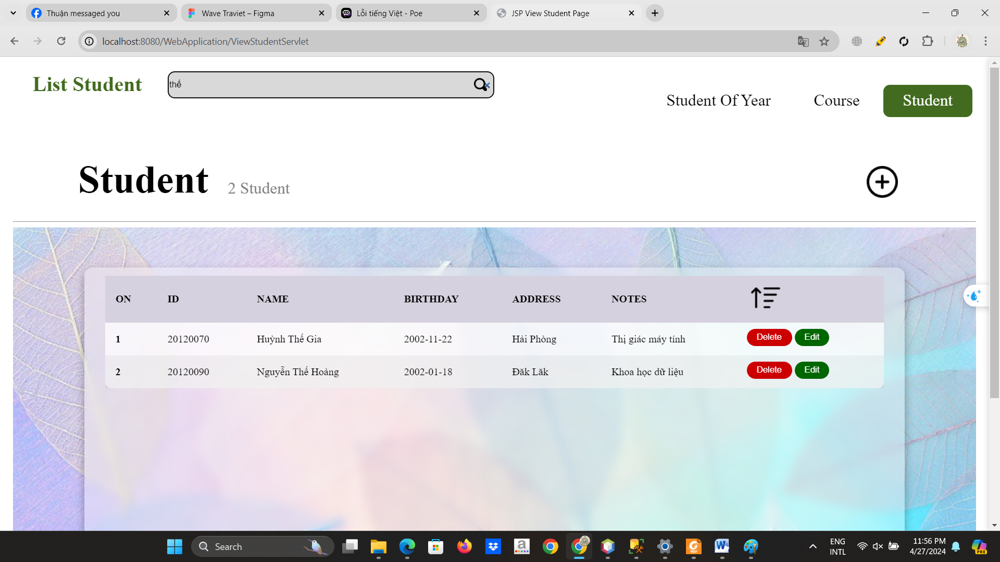 Thuận messaged you
Wave Traviet – Figma
Lỗi tiếng Việt - Poe
JSP View Student Page
localhost:8080/WebApplication/ViewStudentServlet
List Student
thế
Student Of Year
Course
Student
Student
2 Student
ON ID NAME BIRTHDAY ADDRESS NOTES
1 20120070 Huỳnh Thế Gia 2002-11-22 Hải Phòng Thị giác máy tính Delete Edit
2 20120090 Nguyễn Thế Hoàng 2002-01-18 Đăk Lăk Khoa học dữ liệu Delete Edit
Search
ENG
INTL
11:56 PM
4/27/2024
PRE